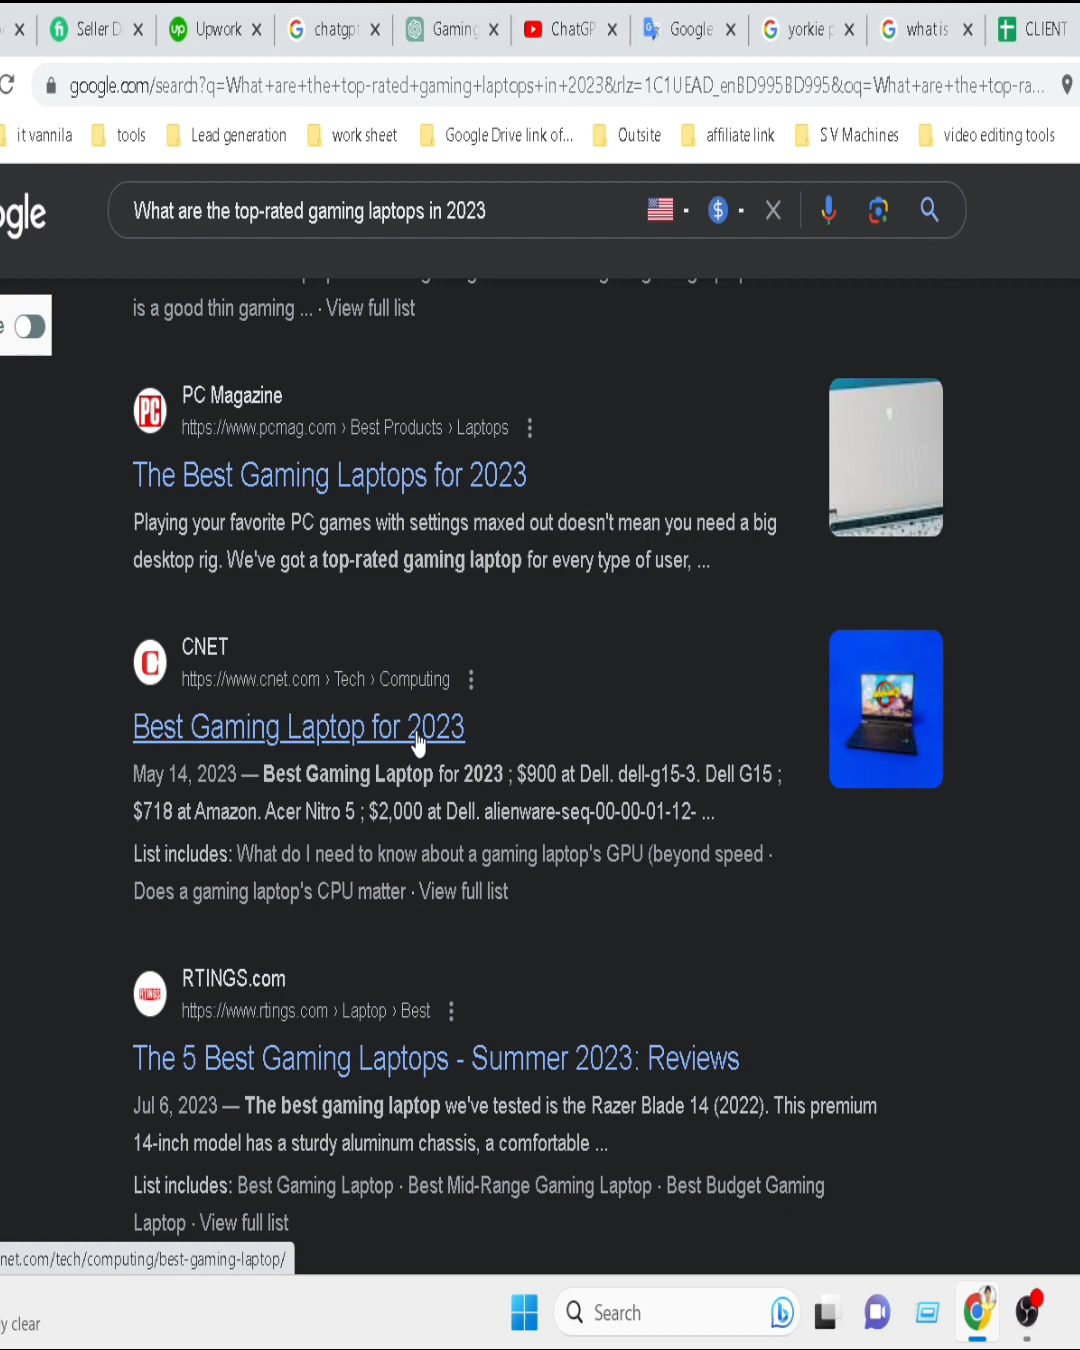 Seller D
Upwork
chatgpt
Gaming
ChatGP
Google
yorkie p
what is
CLIENT
google.com/search?q=What+are+the+top-rated+gaming+laptops+in+2023&rlz=1C1UEAD_enBD995BD995&oq=What+are+the+top-ra...
it vannila
tools
Lead generation
work sheet
Google Drive link of...
Outsite
affiliate link
S V Machines
video editing tools
ogle
What are the top-rated gaming laptops in 2023
is a good thin gaming ... · View full list
e
PC Magazine
https://www.pcmag.com › Best Products › Laptops
The Best Gaming Laptops for 2023
Playing your favorite PC games with settings maxed out doesn't mean you need a big
desktop rig. We've got a top-rated gaming laptop for every type of user, ...
CNET
https://www.cnet.com › Tech › Computing
Best Gaming Laptop for 2023
May 14, 2023 — Best Gaming Laptop for 2023 ; $900 at Dell. dell-g15-3. Dell G15 ;
$718 at Amazon. Acer Nitro 5 ; $2,000 at Dell. alienware-seq-00-00-01-12- ...
List includes: What do I need to know about a gaming laptop's GPU (beyond speed ·
Does a gaming laptop's CPU matter · View full list
RTINGS.com
https://www.rtings.com › Laptop › Best
The 5 Best Gaming Laptops - Summer 2023: Reviews
Jul 6, 2023 — The best gaming laptop we've tested is the Razer Blade 14 (2022). This premium
14-inch model has a sturdy aluminum chassis, a comfortable ...
List includes: Best Gaming Laptop · Best Mid-Range Gaming Laptop · Best Budget Gaming
Laptop · View full list
net.com/tech/computing/best-gaming-laptop/
y clear
Search